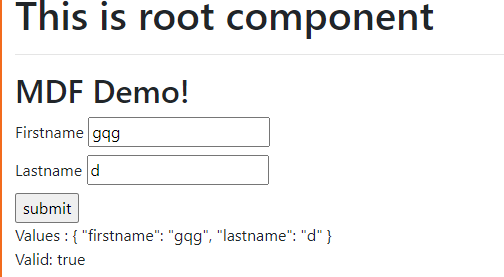 This is root component
MDF Demo!
Firstname gqg
Lastname d
submit
Values : { "firstname": "gqg", "lastname": "d" }
Valid: true